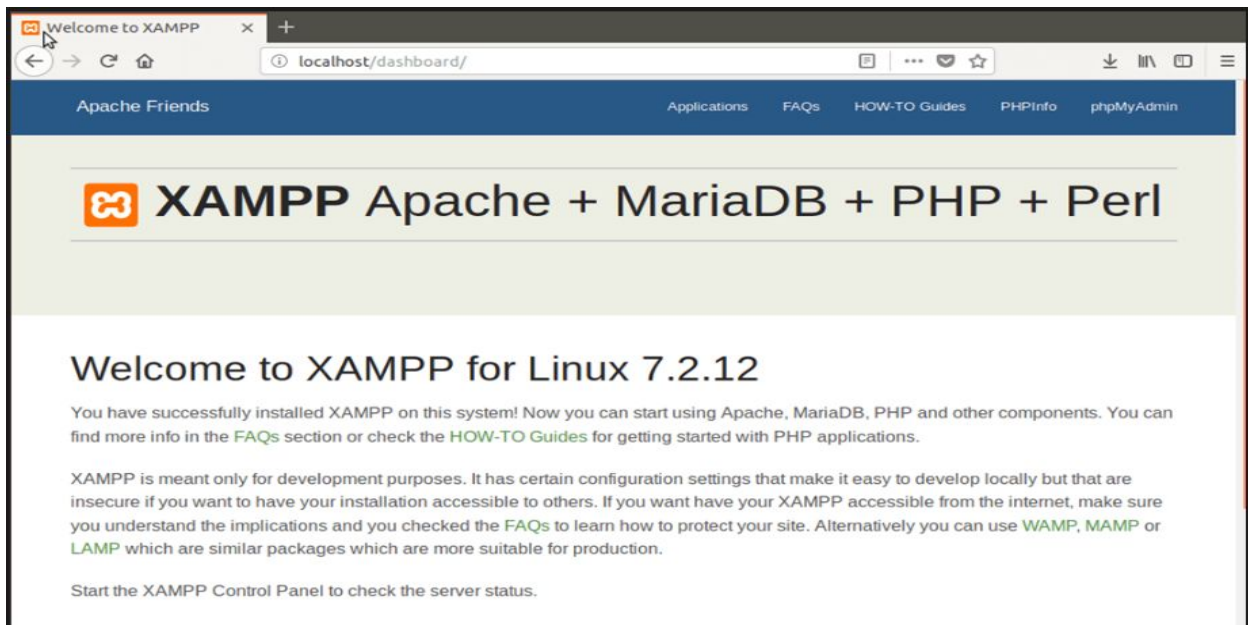 Welcome to XAMPP
localhost/dashboard/
Apache Friends
Applications FAQs HOW-TO Guides PHPInfo phpMyAdmin
XAMPP Apache + MariaDB + PHP + Perl
Welcome to XAMPP for Linux 7.2.12
You have successfully installed XAMPP on this system! Now you can start using Apache, MariaDB, PHP and other components. You can
find more info in the FAQs section or check the HOW-TO Guides for getting started with PHP applications.
XAMPP is meant only for development purposes. It has certain configuration settings that make it easy to develop locally but that are
insecure if you want to have your installation accessible to others. If you want have your XAMPP accessible from the internet, make sure
you understand the implications and you checked the FAQs to learn how to protect your site. Alternatively you can use WAMP, MAMP or
LAMP which are similar packages which are more suitable for production.
Start the XAMPP Control Panel to check the server status.